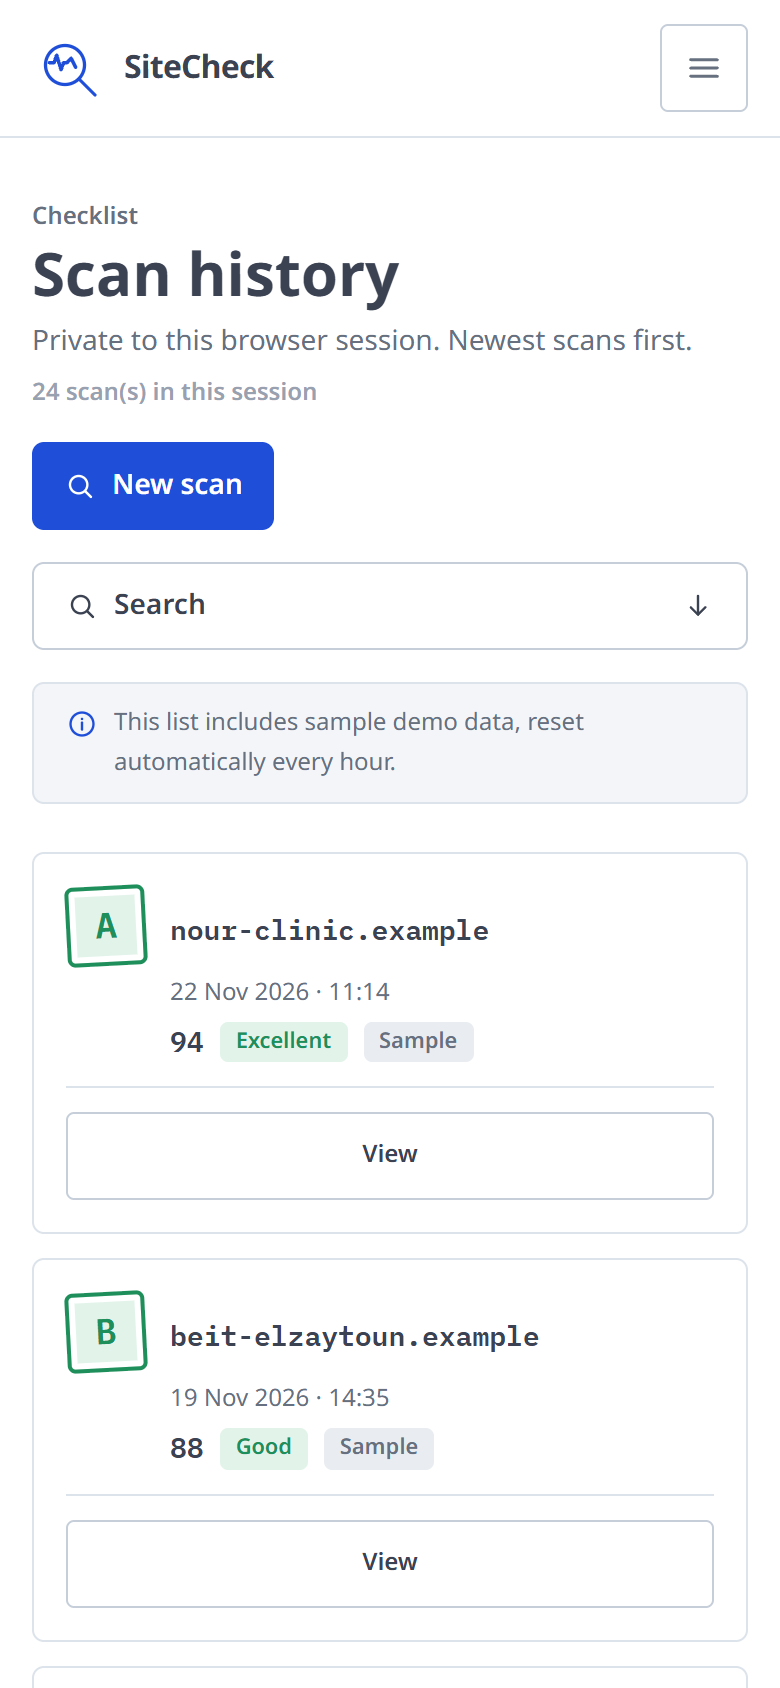 SiteCheck
Checklist
Scan history
Private to this browser session. Newest scans first.
24 scan(s) in this session
New scan
Search
This list includes sample demo data, reset
automatically every hour.
A
nour-clinic.example
22 Nov 2026 · 11:14
94 Excellent Sample
View
B
beit-elzaytoun.example
19 Nov 2026 · 14:35
88 Good Sample
View